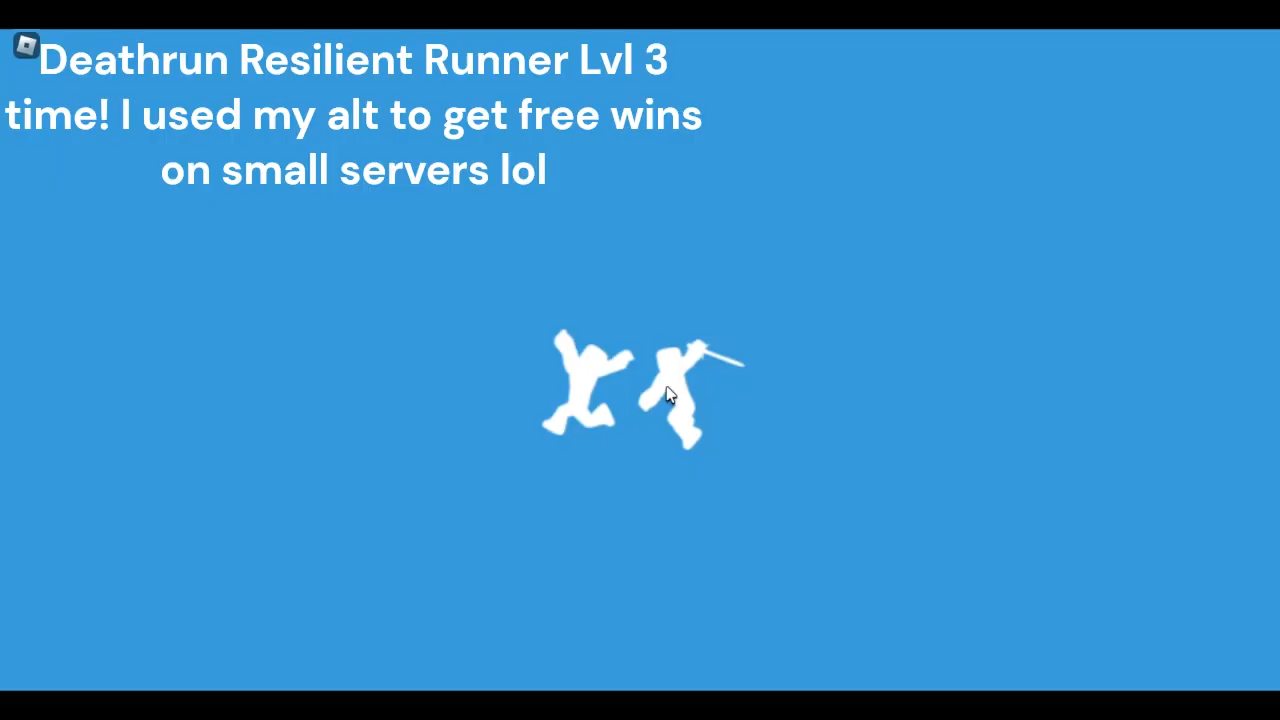 Deathrun Resilient Runner Lvl 3
time! I used my alt to get free wins
on small servers lol